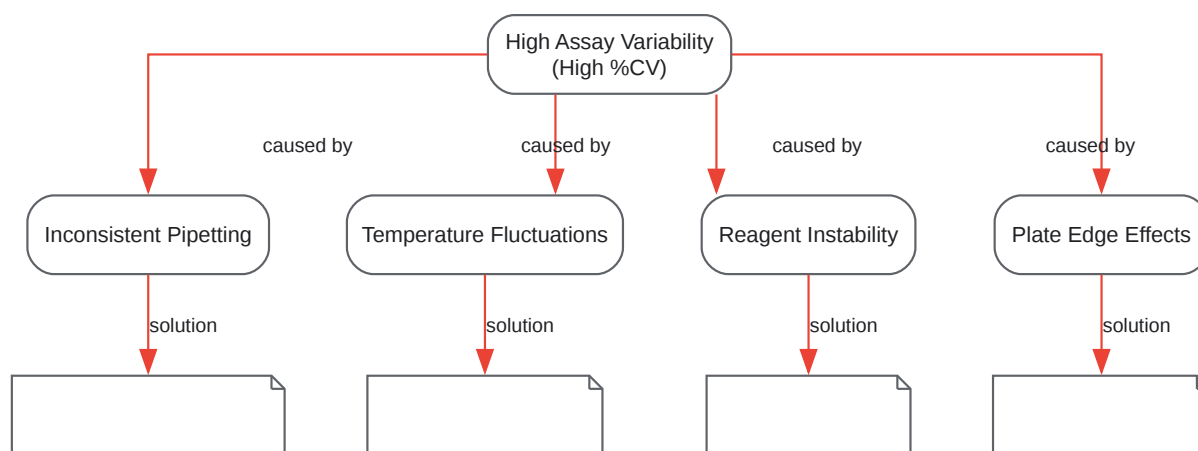 High Assay Variability
(High %CV)
caused by
caused by
caused by
caused by
Inconsistent Pipetting
Temperature Fluctuations
Reagent Instability
Plate Edge Effects
solution
solution
solution
solution